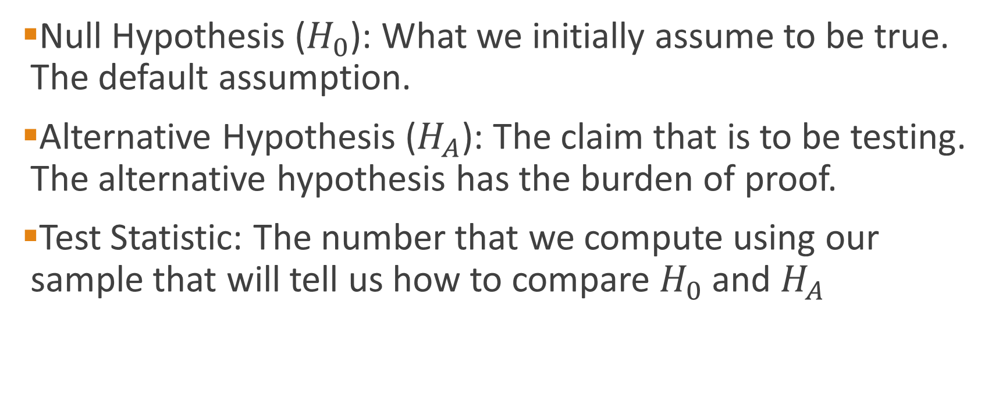 ▪Null Hypothesis (H₀): What we initially assume to be true.
The default assumption.
▪Alternative Hypothesis (H_A): The claim that is to be testing.
The alternative hypothesis has the burden of proof.
▪Test Statistic: The number that we compute using our
sample that will tell us how to compare H₀ and H_A